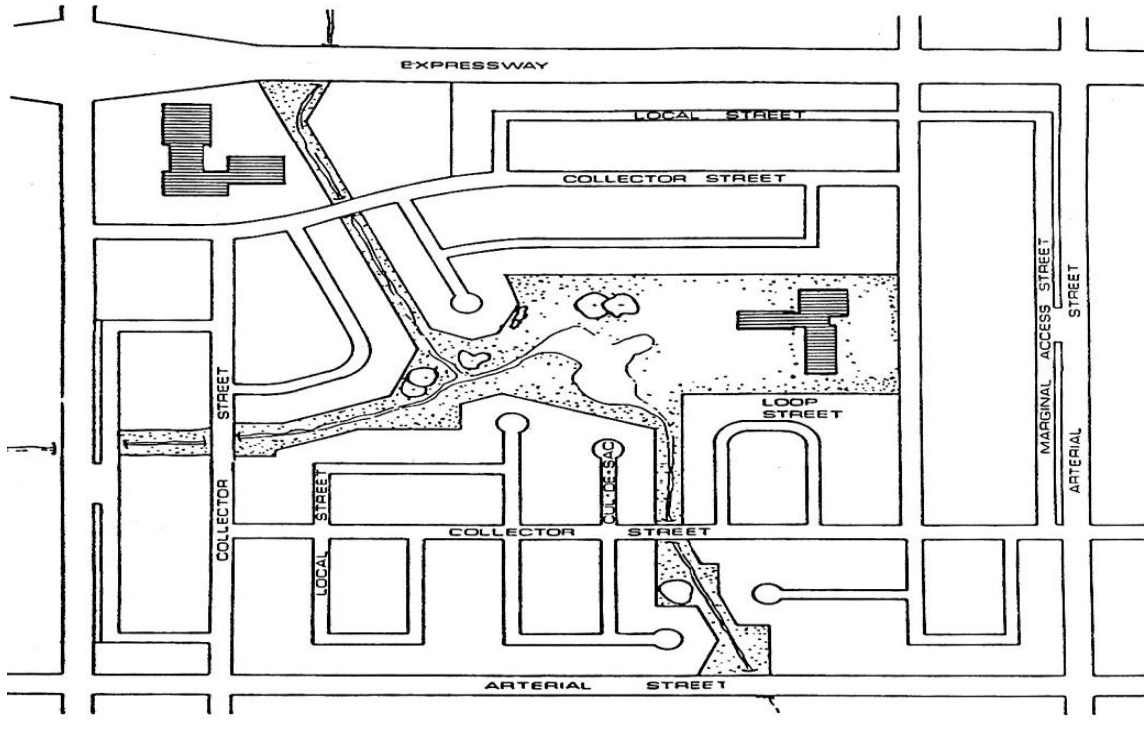 EXPRESSWAY
LOCAL STREET
COLLECTOR STREET
MARGINAL ACCESS STREET
ARTERIAL STREET
LOOP
STREET
COLLECTOR STREET
CUL-DE-SAC
LOCAL STREET
COLLECTOR STREET
ARTERIAL STREET